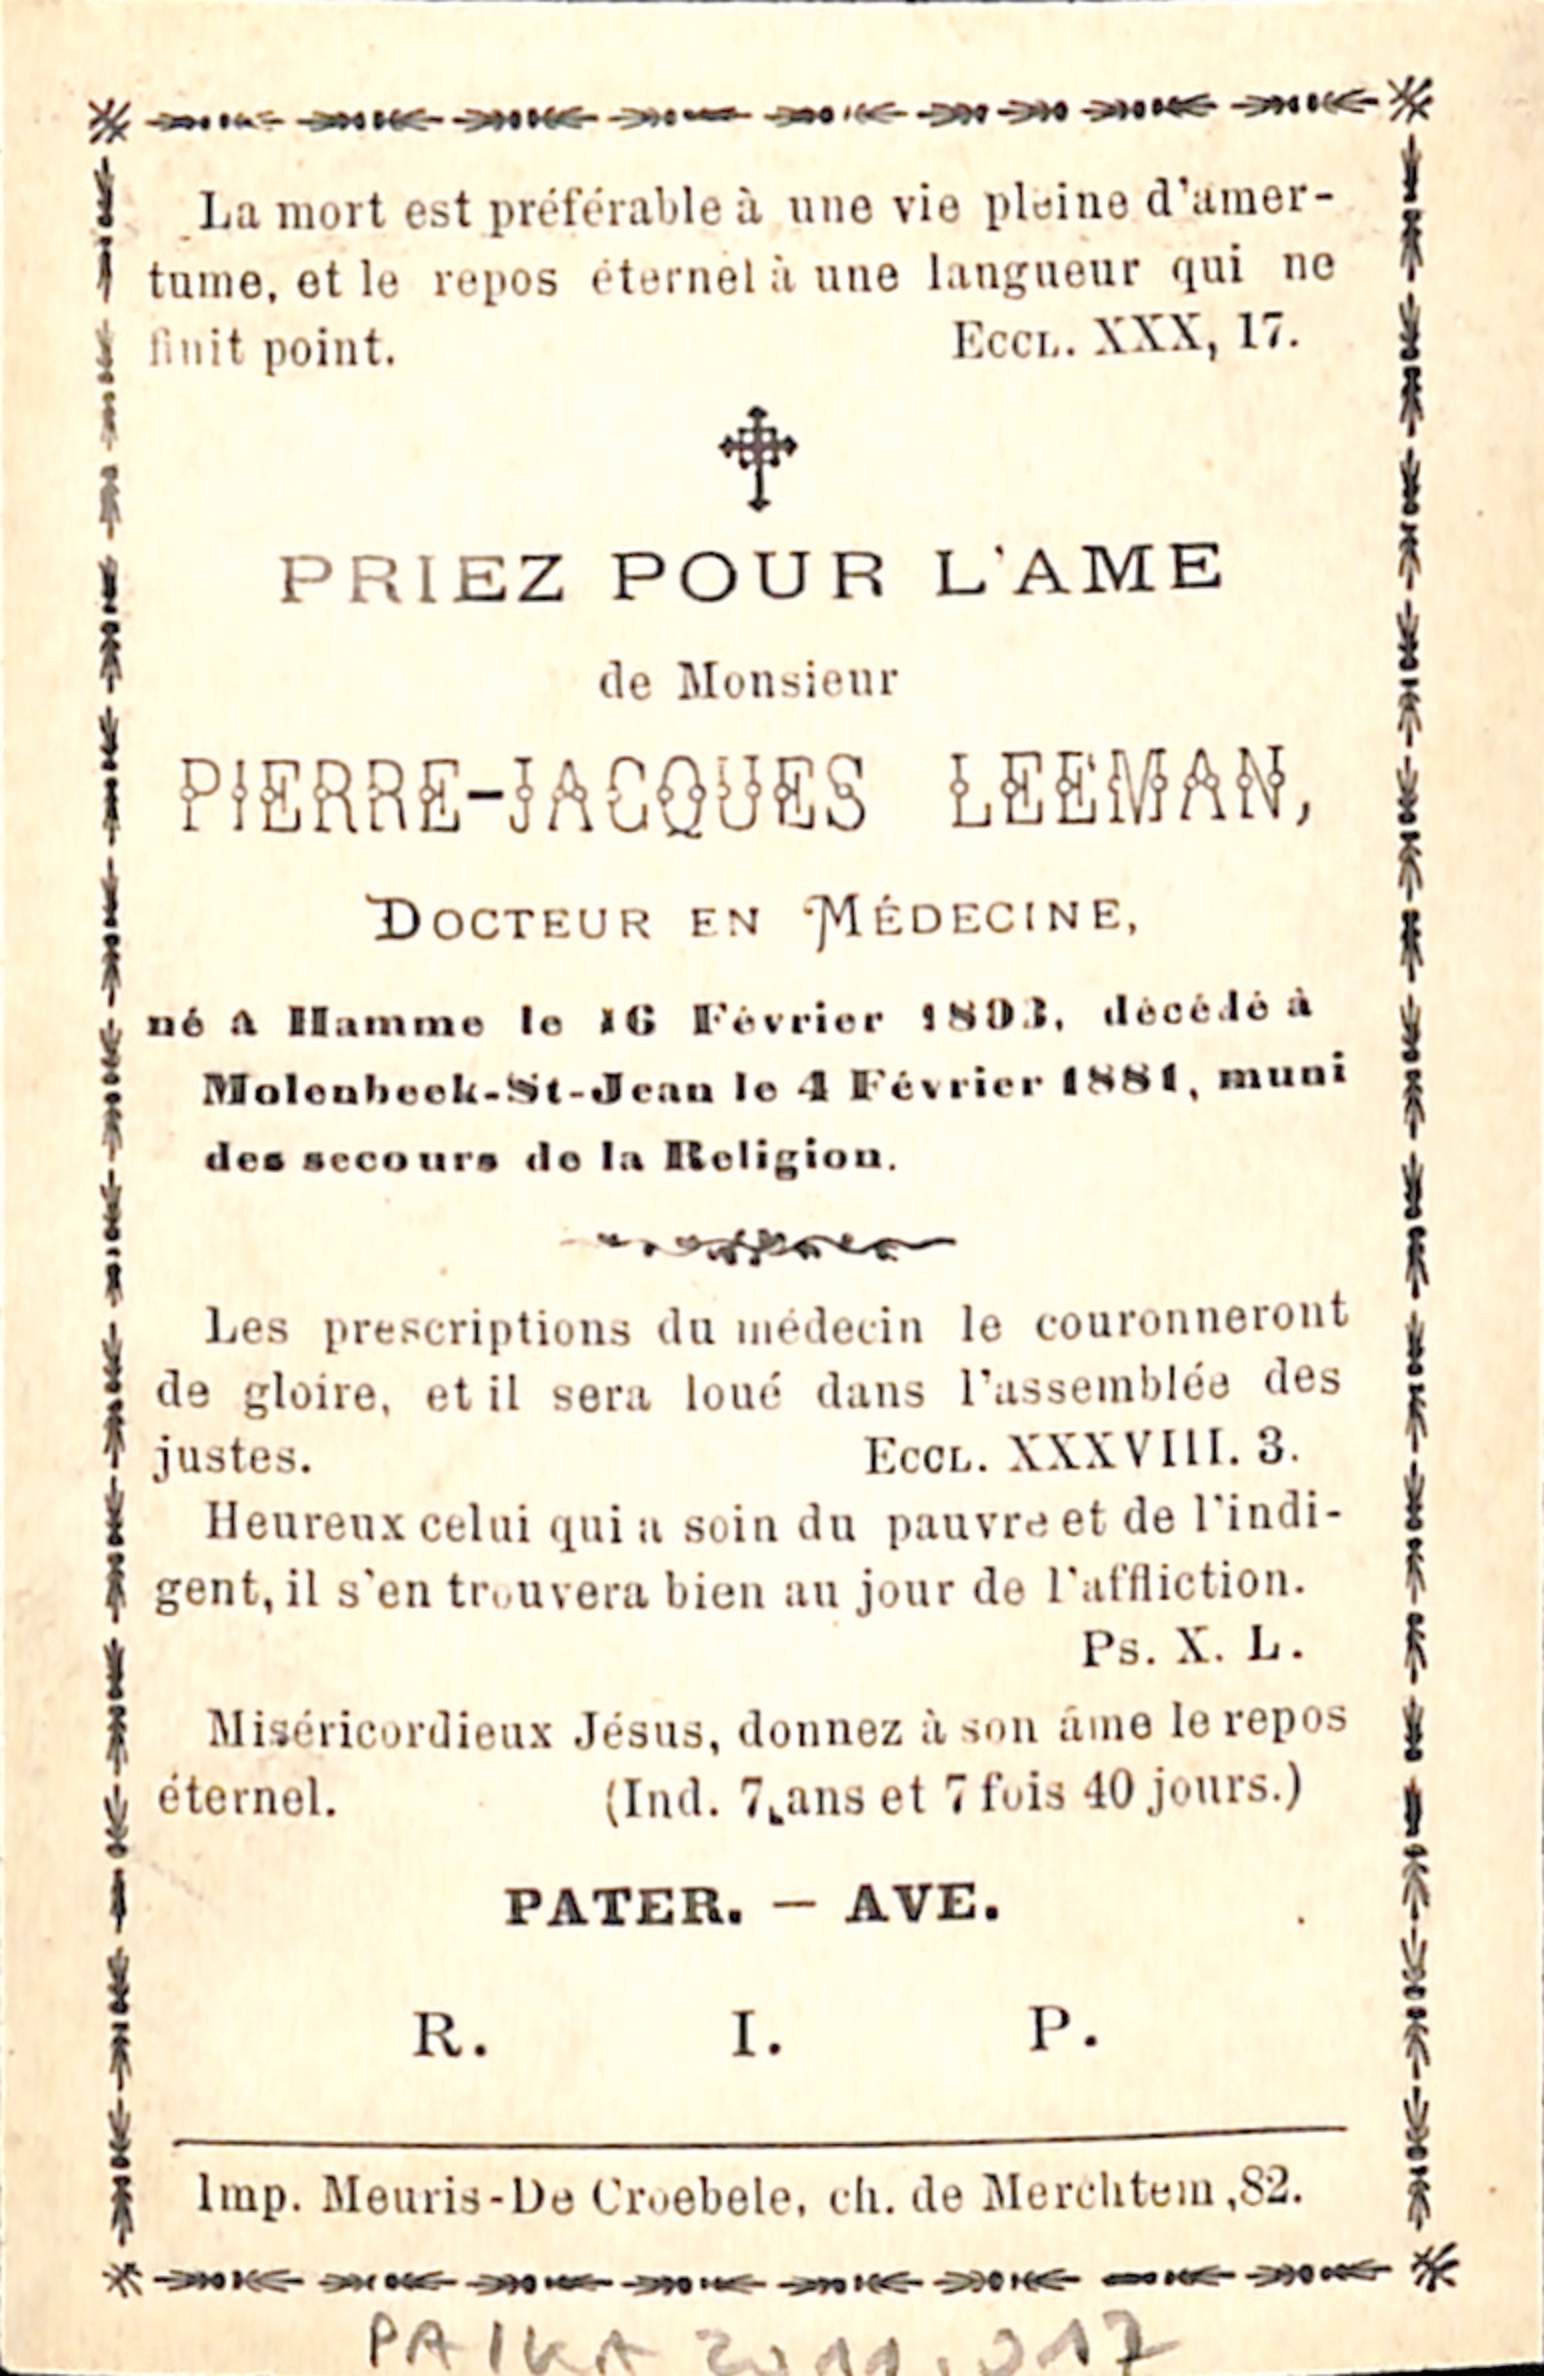 La mort est préférable à une vie pleine d'amer-
tume, et le repos éternel à une langueur qui ne
finit point. Eccl. XXX, 17.
PRIEZ POUR L'AME
de Monsieur
PIERRE-JACQUES LEEMAN,
Docteur en Médecine,
né a Hamme le 16 Février 1803, décédé à
Molenbeek-St-Jean le 4 Février 1881, muni
des secours de la Religion.
Les prescriptions du médecin le couronneront
de gloire, et il sera loué dans l'assemblée des
justes. Eccl. XXXVIII. 3.
Heureux celui qui a soin du pauvre et de l'indi-
gent, il s'en trouvera bien au jour de l'affliction.
Ps. X. L.
Miséricordieux Jésus, donnez à son âme le repos
éternel. (Ind. 7 ans et 7 fois 40 jours.)
PATER. — AVE.
R. I. P.
Imp. Meuris-De Croebele, ch. de Merchtem, 82.